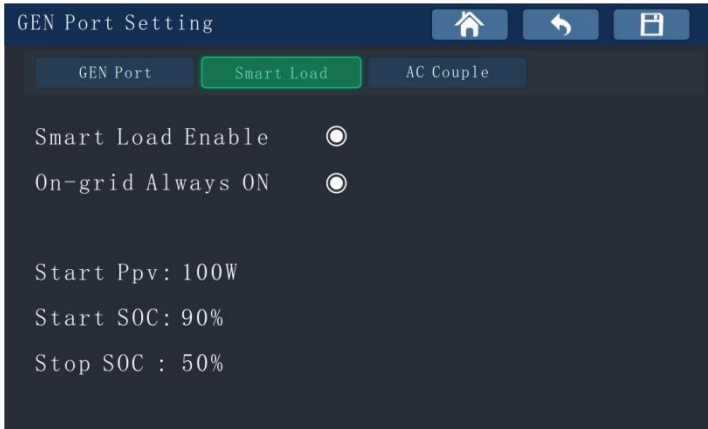 GEN Port Setting
GEN Port Smart Load AC Couple
Smart Load Enable
On-grid Always ON
Start Ppv: 100W
Start SOC: 90%
Stop SOC : 50%